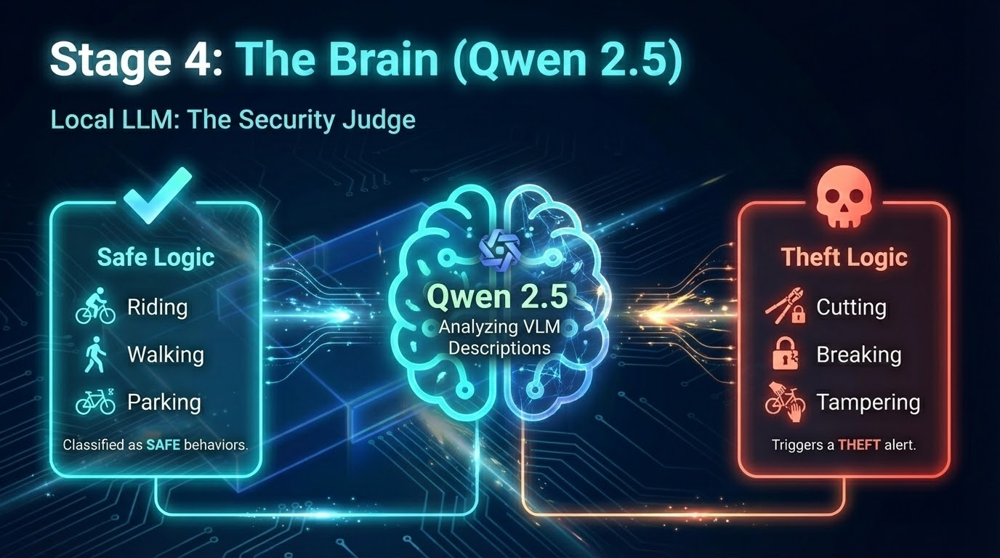 Stage 4: The Brain (Qwen 2.5)
Local LLM: The Security Judge
Safe Logic
Riding
Walking
Parking
Classified as SAFE behaviors.
Qwen 2.5
Analyzing VLM
Descriptions
Theft Logic
Cutting
Breaking
Tampering
Triggers a THEFT alert.